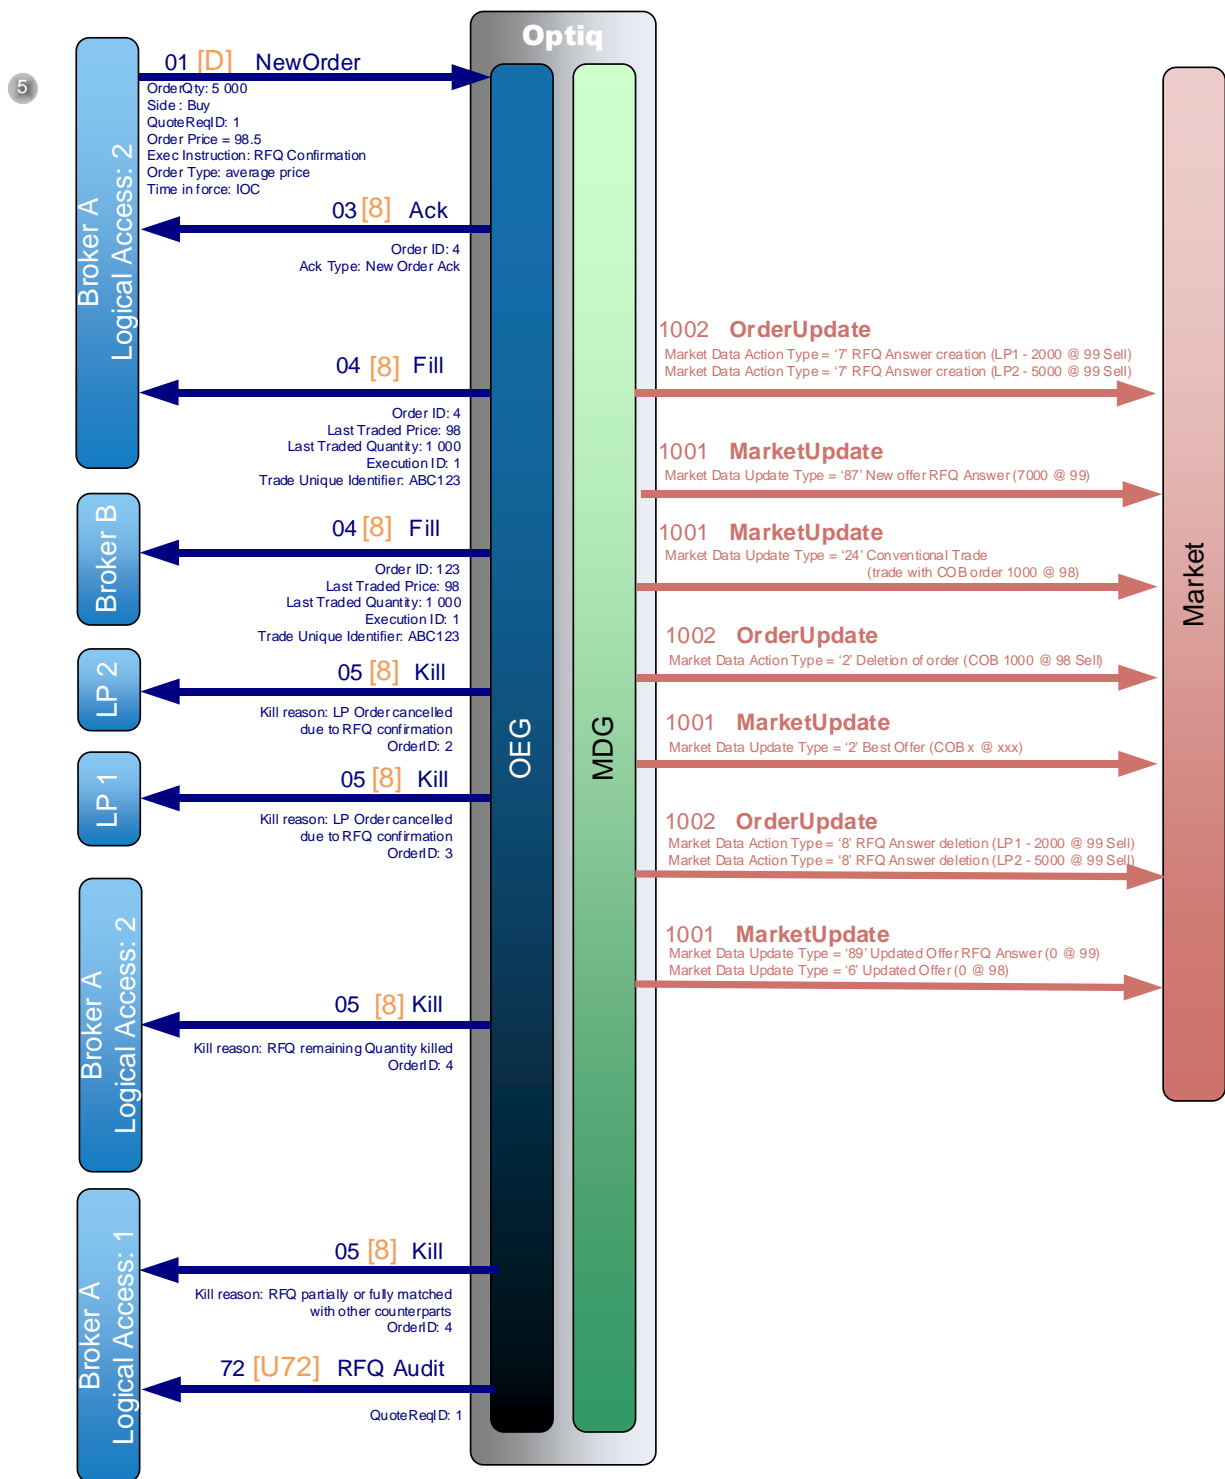 Optiq
5
01 [D] NewOrder
OrderQty: 5 000
Side : Buy
QuoteReqID: 1
Order Price = 98.5
Exec Instruction: RFQ Confirmation
Order Type: average price
Time in force: IOC
Broker A
Logical Access: 2
03 [8] Ack
Order ID: 4
Ack Type: New Order Ack
04 [8] Fill
Order ID: 4
Last Traded Price: 98
Last Traded Quantity: 1 000
Execution ID: 1
Trade Unique Identifier: ABC123
Broker B
04 [8] Fill
Order ID: 123
Last Traded Price: 98
Last Traded Quantity: 1 000
Execution ID: 1
Trade Unique Identifier: ABC123
LP 2
05 [8] Kill
Kill reason: LP Order cancelled
due to RFQ confirmation
OrderID: 2
LP 1
05 [8] Kill
Kill reason: LP Order cancelled
due to RFQ confirmation
OrderID: 3
Broker A
Logical Access: 2
05 [8] Kill
Kill reason: RFQ remaining Quantity killed
OrderID: 4
Broker A
Logical Access: 1
05 [8] Kill
Kill reason: RFQ partially or fully matched
with other counterparts
OrderID: 4
72 [U72] RFQ Audit
QuoteReqID: 1
OEG
MDG
1002 OrderUpdate
Market Data Action Type = ‘7’ RFQ Answer creation (LP1 - 2000 @ 99 Sell)
Market Data Action Type = ‘7’ RFQ Answer creation (LP2 - 5000 @ 99 Sell)
1001 MarketUpdate
Market Data Update Type = ‘87’ New offer RFQ Answer (7000 @ 99)
1001 MarketUpdate
Market Data Update Type = ‘24’ Conventional Trade
(trade with COB order 1000 @ 98)
1002 OrderUpdate
Market Data Action Type = ‘2’ Deletion of order (COB 1000 @ 98 Sell)
1001 MarketUpdate
Market Data Update Type = ‘2’ Best Offer (COB x @ xxx)
1002 OrderUpdate
Market Data Action Type = ‘8’ RFQ Answer deletion (LP1 - 2000 @ 99 Sell)
Market Data Action Type = ‘8’ RFQ Answer deletion (LP2 - 5000 @ 99 Sell)
1001 MarketUpdate
Market Data Update Type = ‘89’ Updated Offer RFQ Answer (0 @ 99)
Market Data Update Type = ‘6’ Updated Offer (0 @ 98)
Market